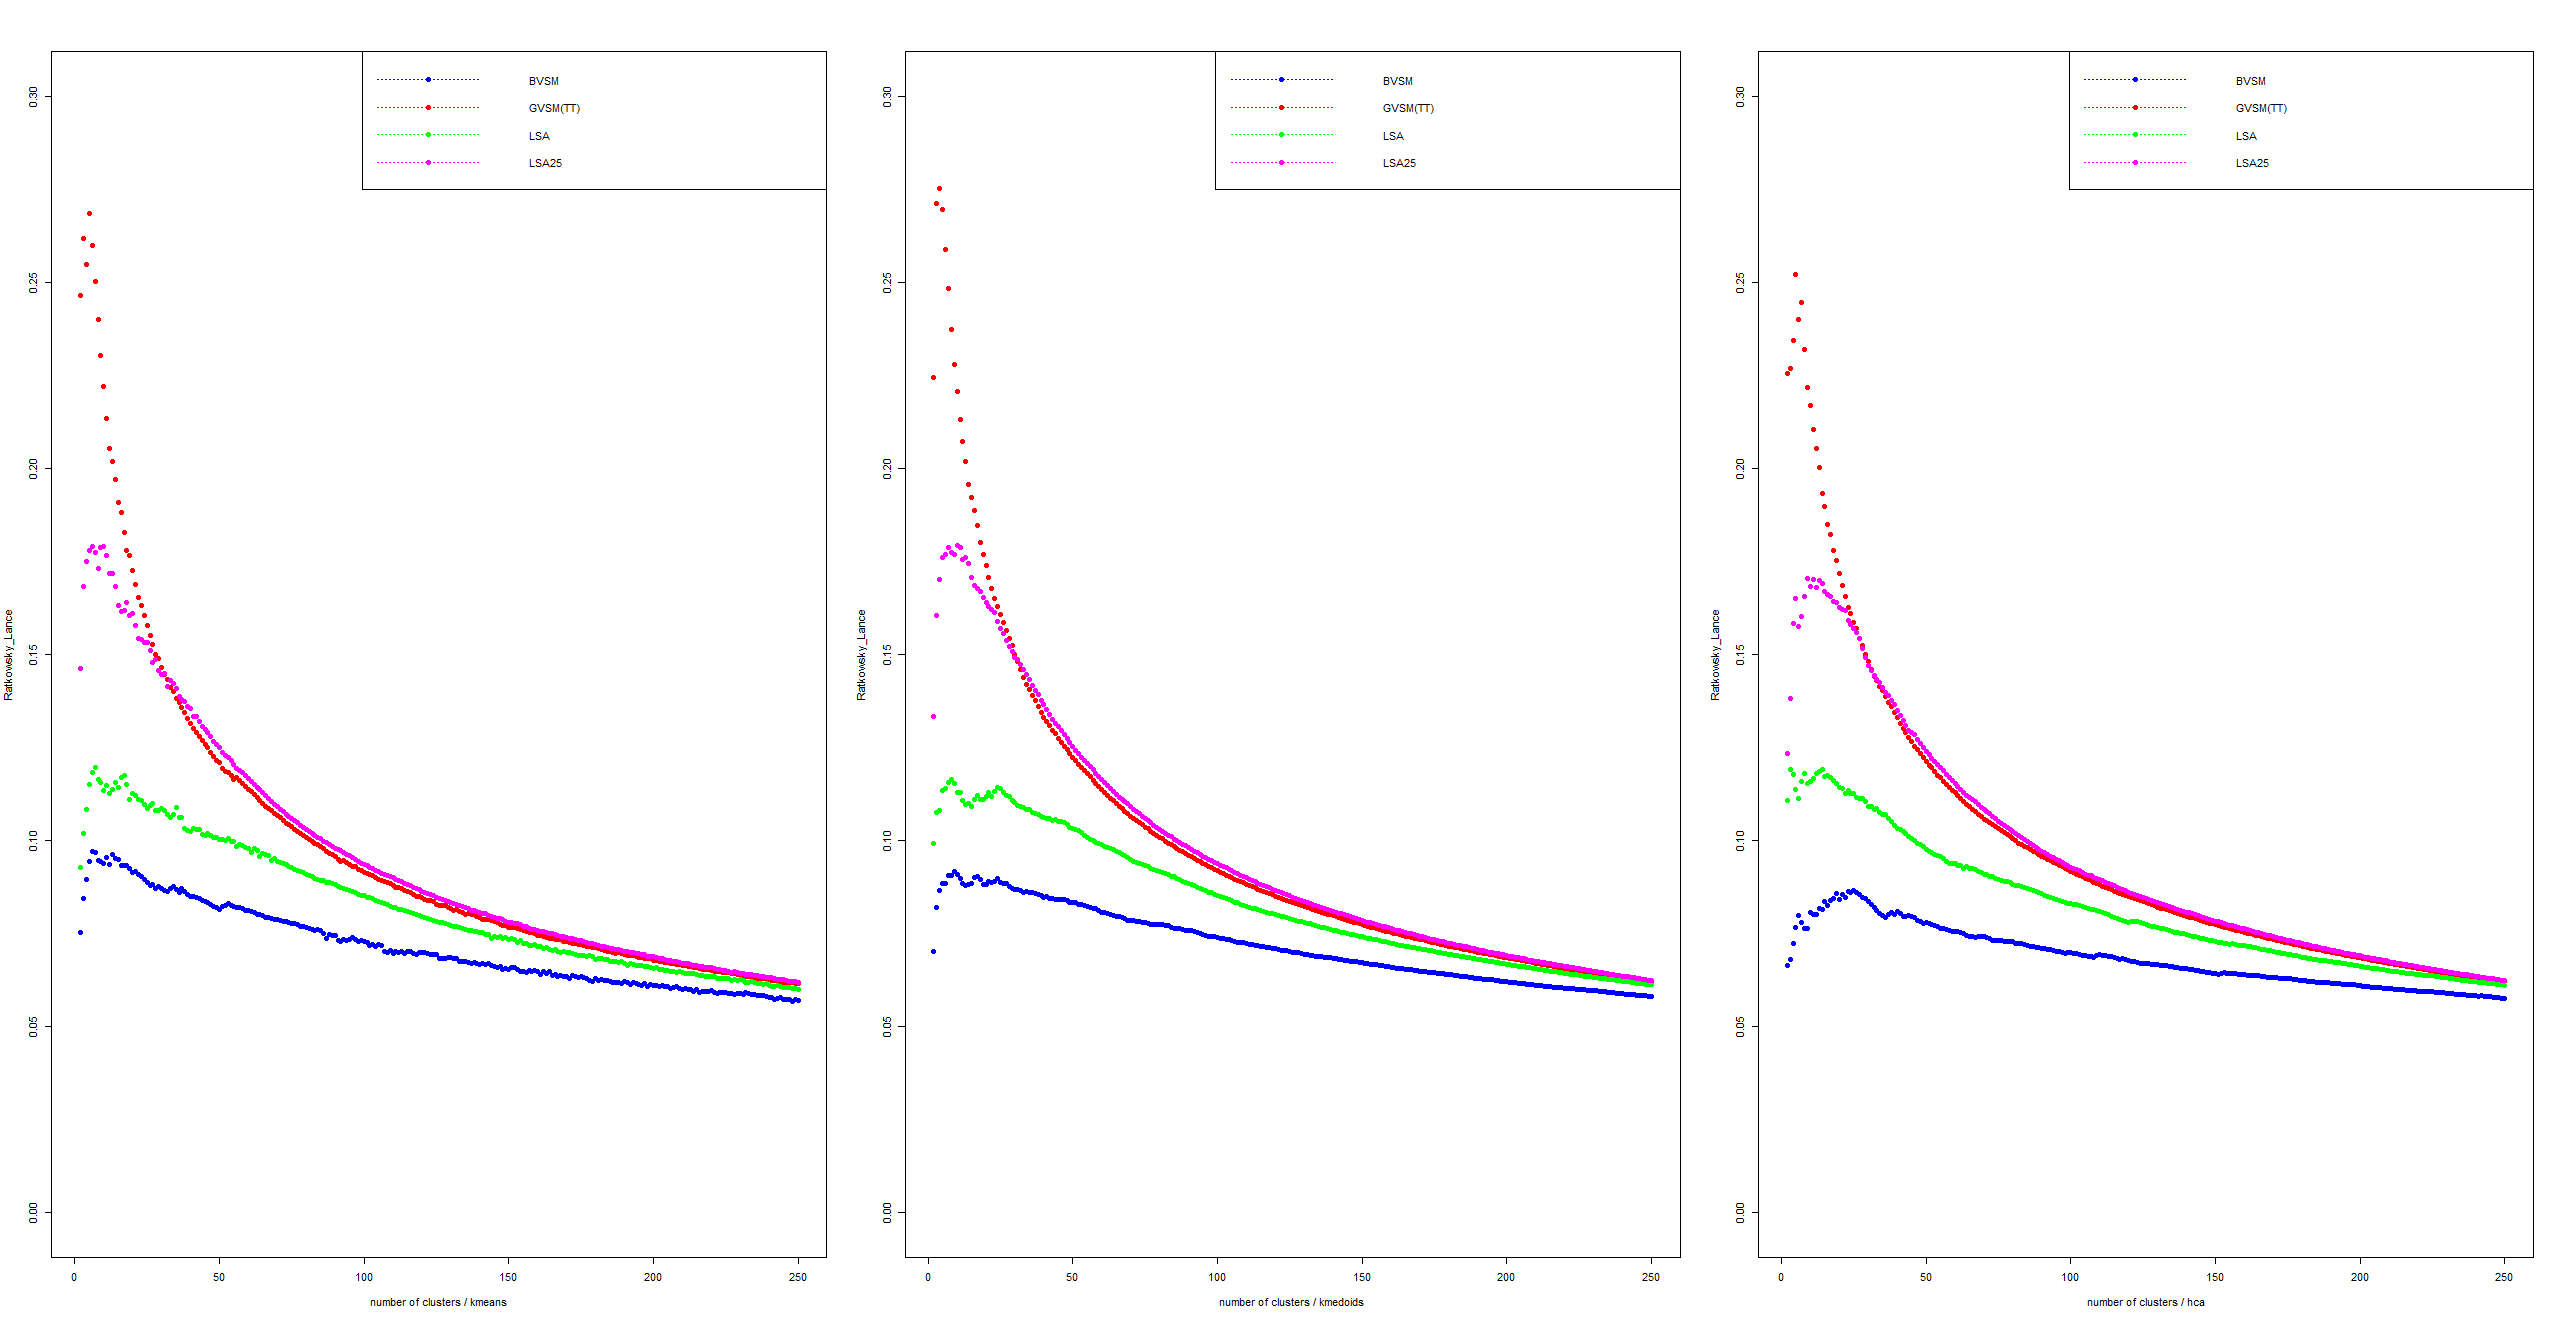 BVSM
GVSM(TT)
LSA
LSA25
0.30
0.25
0.20
0.15
0.10
0.05
0.00
Ratkowsky_Lance
0 50 100 150 200 250
number of clusters / kmeans
BVSM
GVSM(TT)
LSA
LSA25
0.30
0.25
0.20
0.15
0.10
0.05
0.00
Ratkowsky_Lance
0 50 100 150 200 250
number of clusters / kmedoids
BVSM
GVSM(TT)
LSA
LSA25
0.30
0.25
0.20
0.15
0.10
0.05
0.00
Ratkowsky_Lance
0 50 100 150 200 250
number of clusters / hca